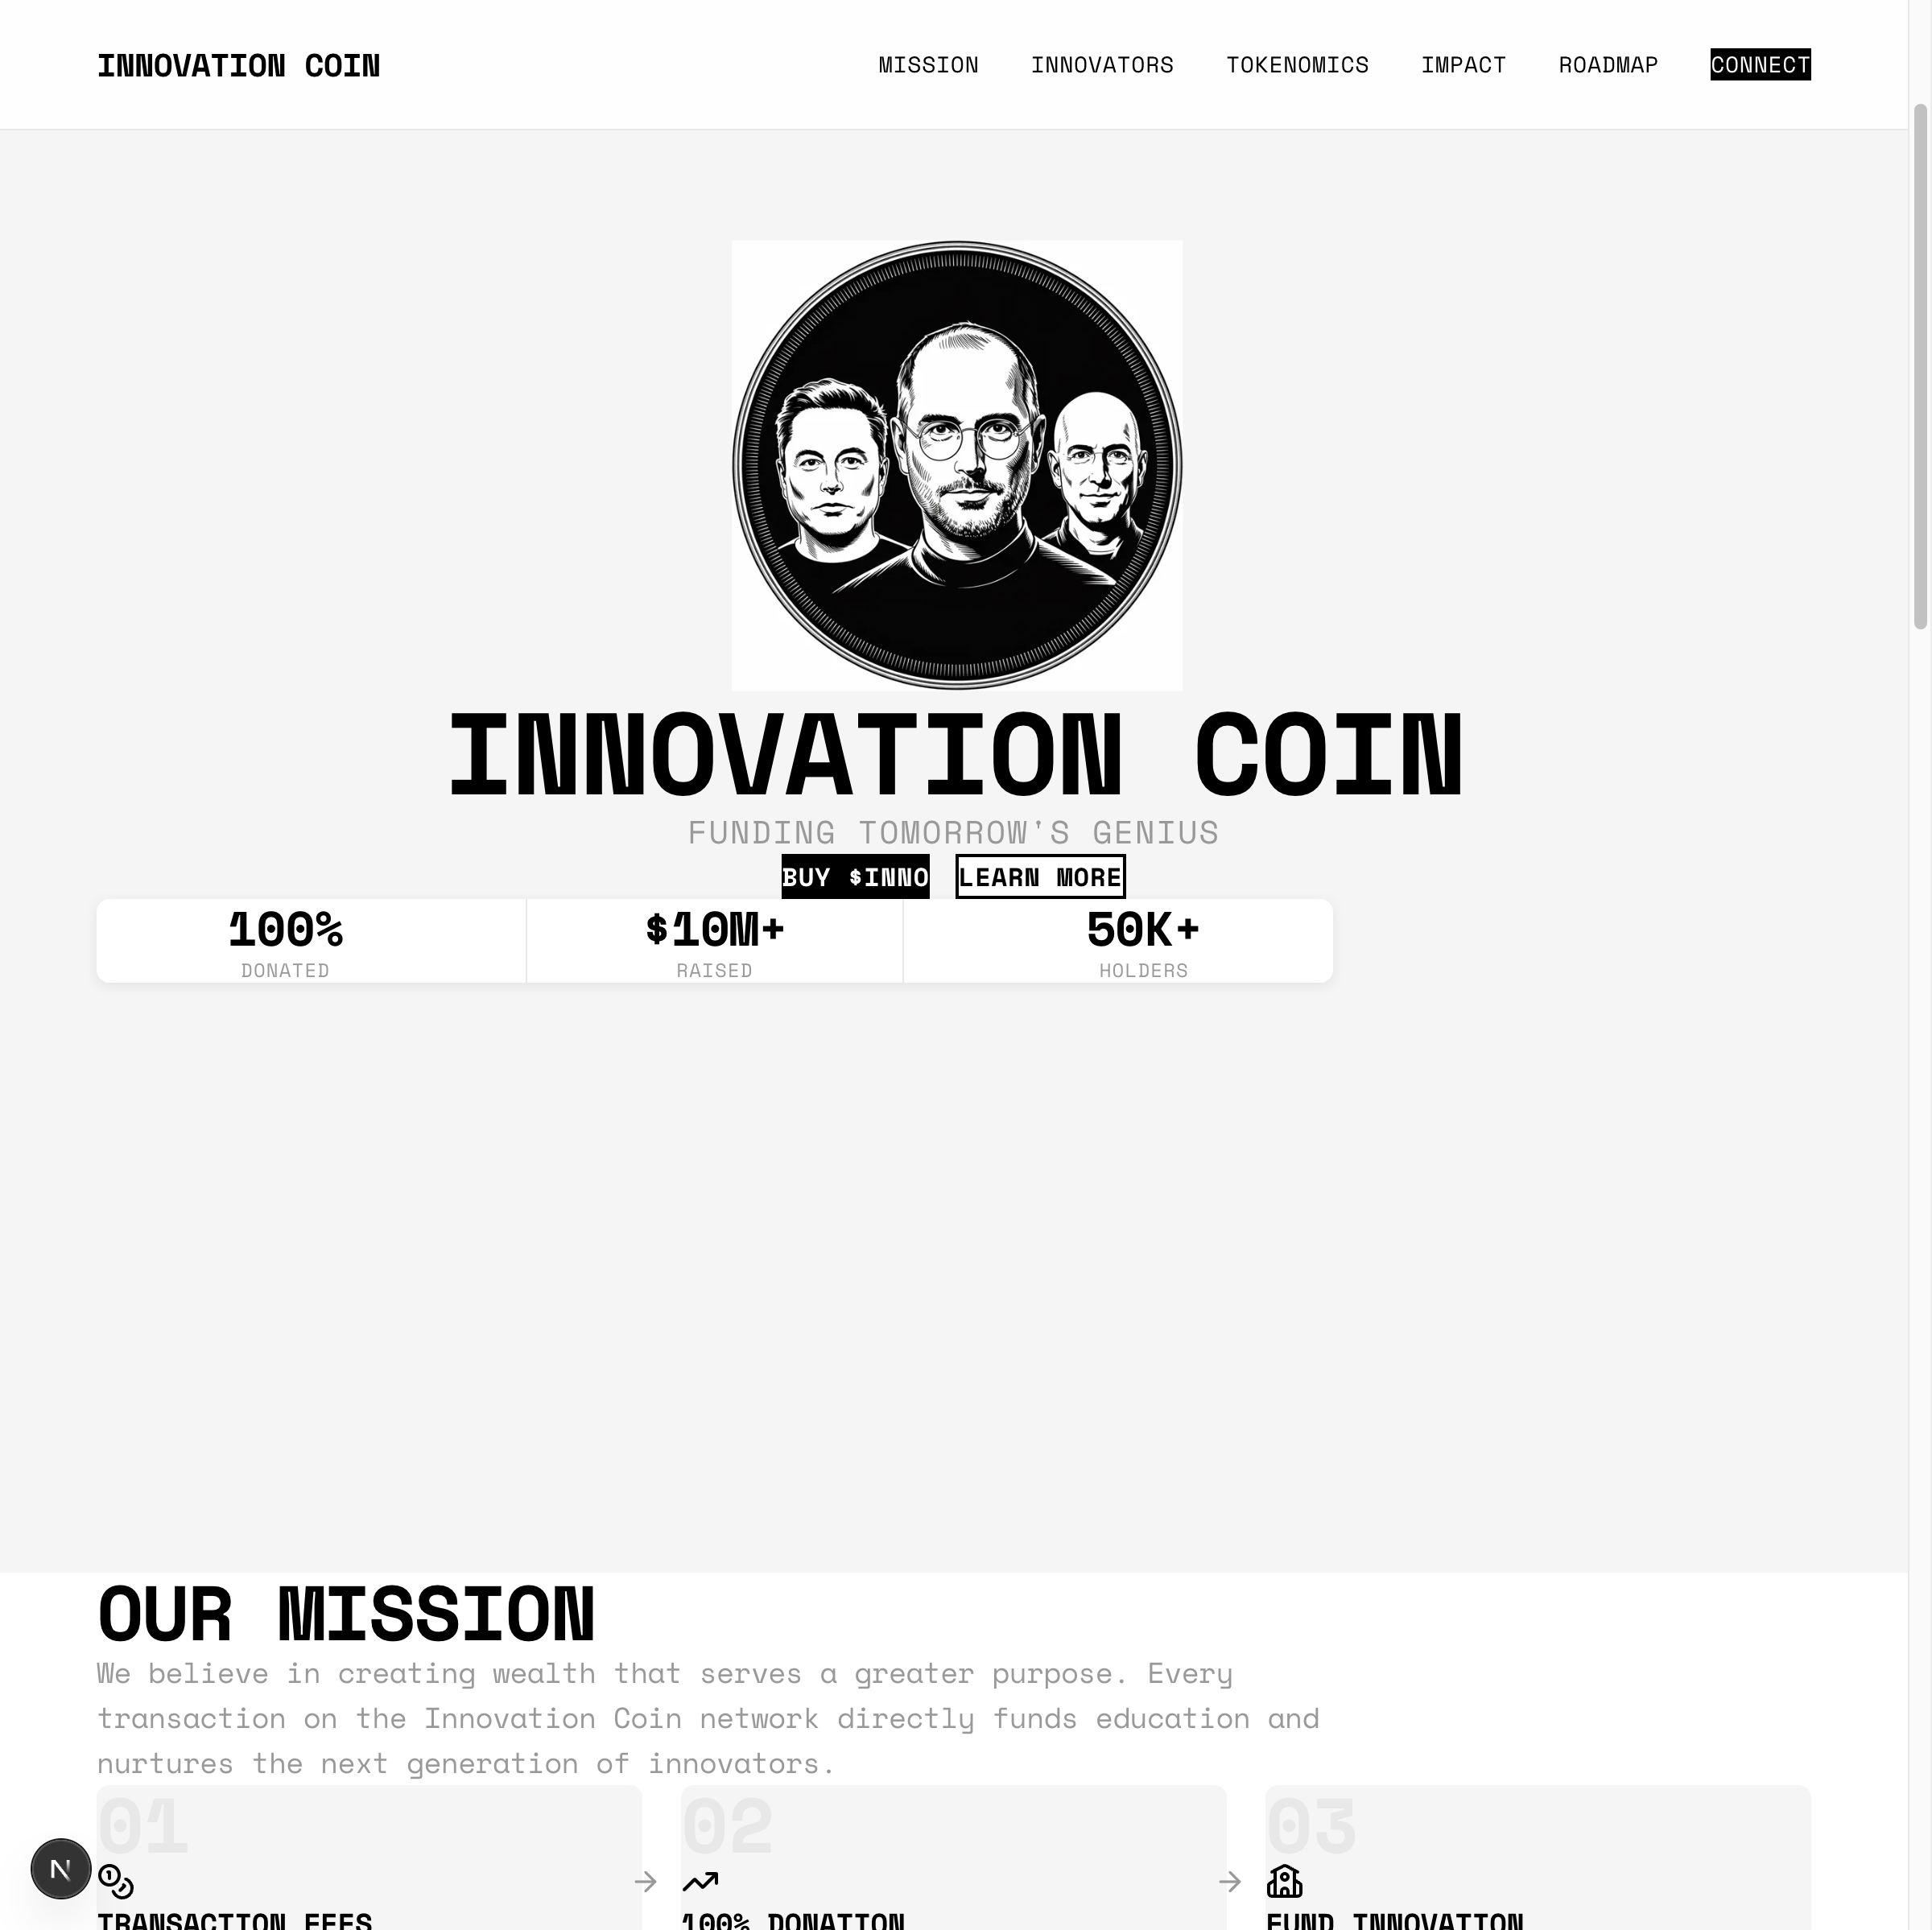 INNOVATION COIN
MISSION
INNOVATORS
TOKENOMICS
IMPACT
ROADMAP
CONNECT
INNOVATION COIN
FUNDING TOMORROW'S GENIUS
BUY $INNO
LEARN MORE
100%
DONATED
$10M+
RAISED
50K+
HOLDERS
OUR MISSION
We believe in creating wealth that serves a greater purpose. Every
transaction on the Innovation Coin network directly funds education and
nurtures the next generation of innovators.
01
TRANSACTION FEES
02
100% DONATION
03
FUND INNOVATION
N